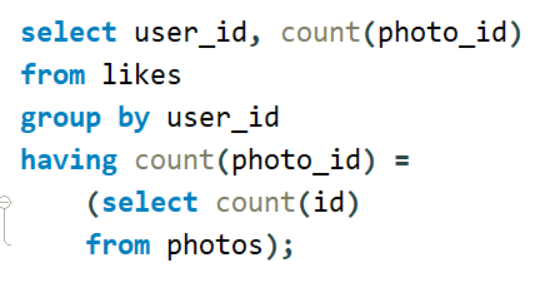 select user_id, count(photo_id)
from likes
group by user_id
having count(photo_id) =
(select count(id)
from photos);